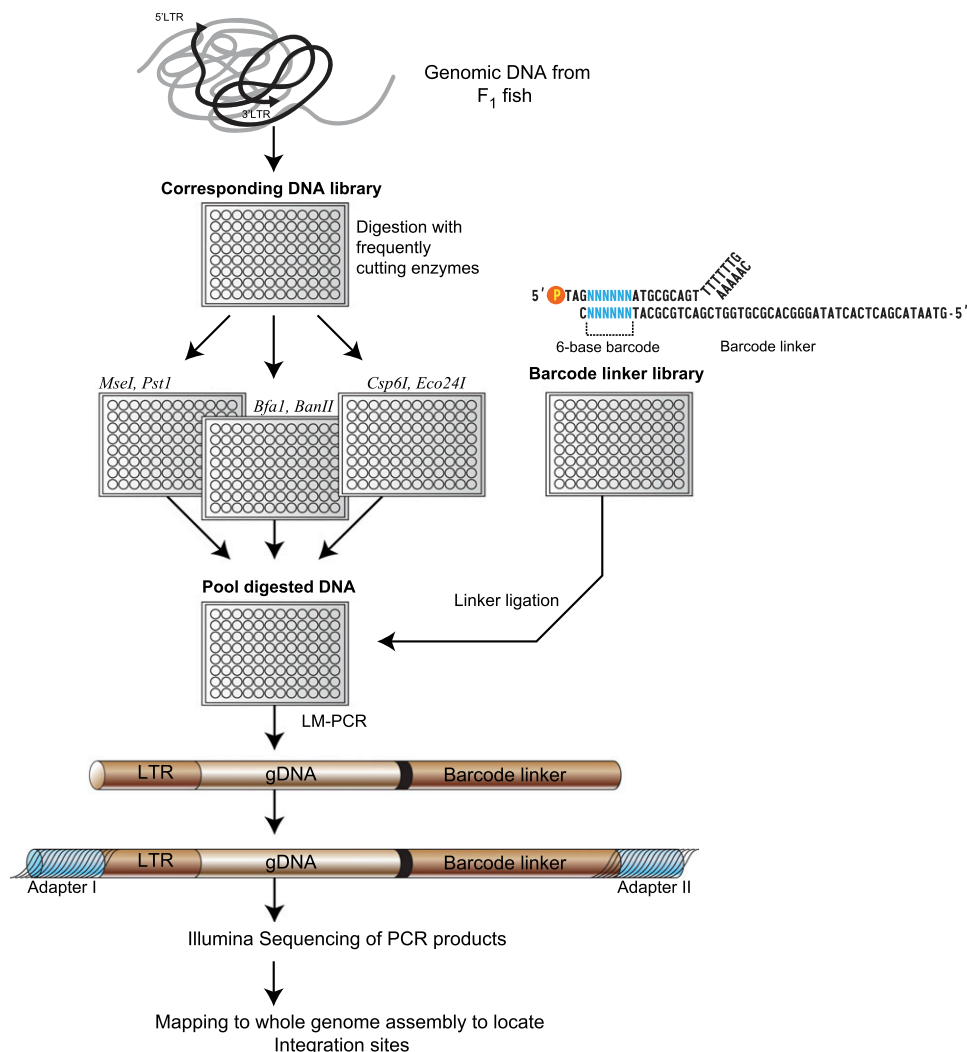 5'LTR
3'LTR
Genomic DNA from
F1 fish
Corresponding DNA library
Digestion with
frequently
cutting enzymes
TTTTTTG
AAAAAC
5' P TAGNNNNNNATGCGCAGT
CNNNNNNTACGCGTCAGCTGGTGCGCACGGGATATCACTCAGCATAATG-5'
6-base barcode
Barcode linker
Barcode linker library
MseI, Pst1
Bfa1, BanII
Csp6I, Eco24I
Pool digested DNA
Linker ligation
LM-PCR
LTR gDNA Barcode linker
LTR gDNA Barcode linker
Adapter I
Adapter II
Illumina Sequencing of PCR products
Mapping to whole genome assembly to locate
Integration sites